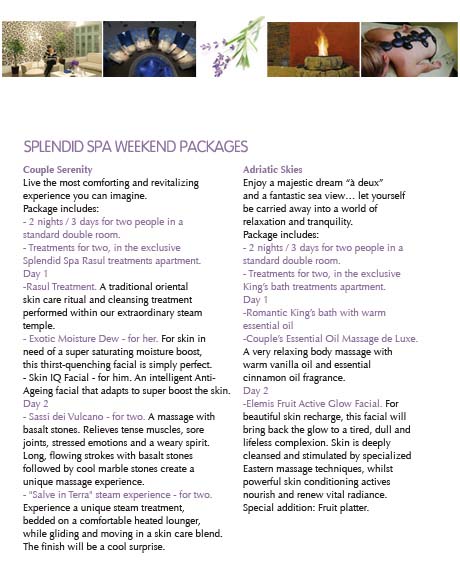 SPLENDID SPA WEEKEND PACKAGES
Couple Serenity
Live the most comforting and revitalizing
experience you can imagine.
Package includes:
- 2 nights / 3 days for two people in a
standard double room.
- Treatments for two, in the exclusive
Splendid Spa Rasul treatments apartment.
Day 1
-Rasul Treatment. A traditional oriental
skin care ritual and cleansing treatment
performed within our extraordinary steam
temple.
- Exotic Moisture Dew - for her. For skin in
need of a super saturating moisture boost,
this thirst-quenching facial is simply perfect.
- Skin IQ Facial - for him. An intelligent Anti-
Ageing facial that adapts to super boost the skin.
Day 2
- Sassi dei Vulcano - for two. A massage with
basalt stones. Relieves tense muscles, sore
joints, stressed emotions and a weary spirit.
Long, flowing strokes with basalt stones
followed by cool marble stones create a
unique massage experience.
- "Salve in Terra" steam experience - for two.
Experience a unique steam treatment,
bedded on a comfortable heated lounger,
while gliding and moving in a skin care blend.
The finish will be a cool surprise.
Adriatic Skies
Enjoy a majestic dream “à deux”
and a fantastic sea view… let yourself
be carried away into a world of
relaxation and tranquility.
Package includes:
- 2 nights / 3 days for two people in a
standard double room.
- Treatments for two, in the exclusive
King's bath treatments apartment.
Day 1
-Romantic King's bath with warm
essential oil
-Couple's Essential Oil Massage de Luxe.
A very relaxing body massage with
warm vanilla oil and essential
cinnamon oil fragrance.
Day 2
-Elemis Fruit Active Glow Facial. For
beautiful skin recharge, this facial will
bring back the glow to a tired, dull and
lifeless complexion. Skin is deeply
cleansed and stimulated by specialized
Eastern massage techniques, whilst
powerful skin conditioning actives
nourish and renew vital radiance.
Special addition: Fruit platter.